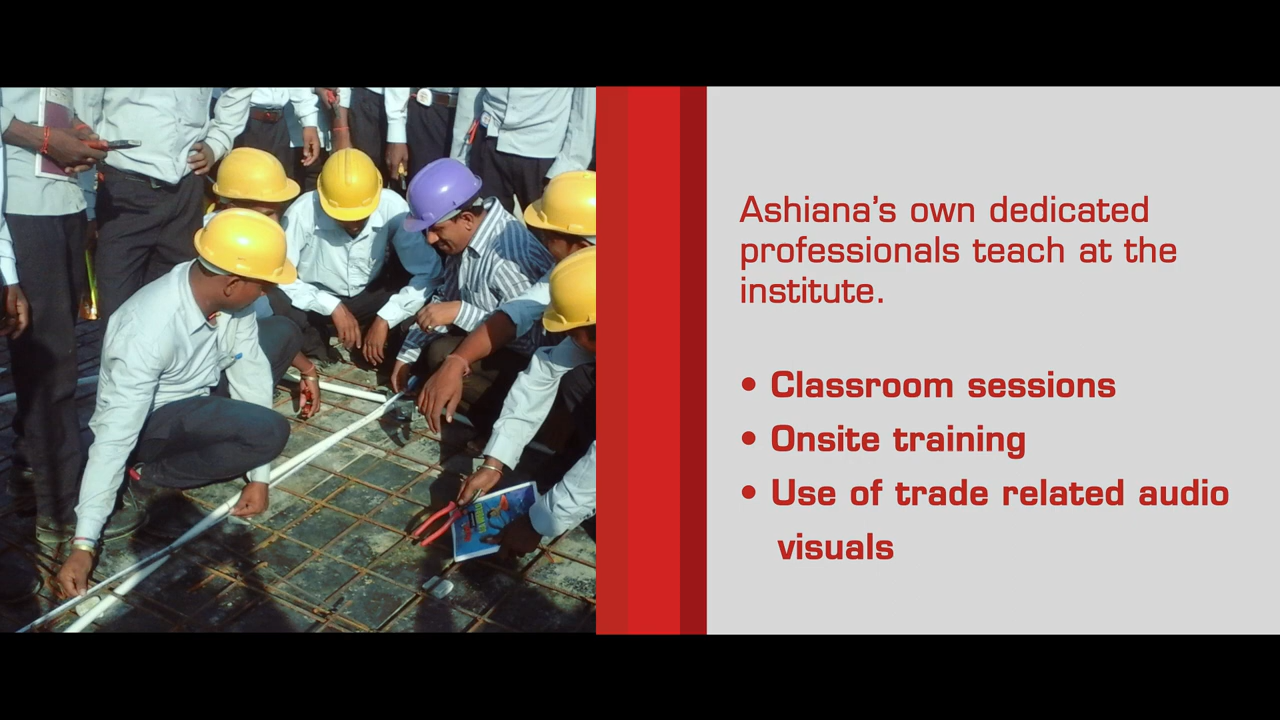 Ashiana's own dedicated
professionals teach at the
institute.
• Classroom sessions
• Onsite training
• Use of trade related audio
visuals